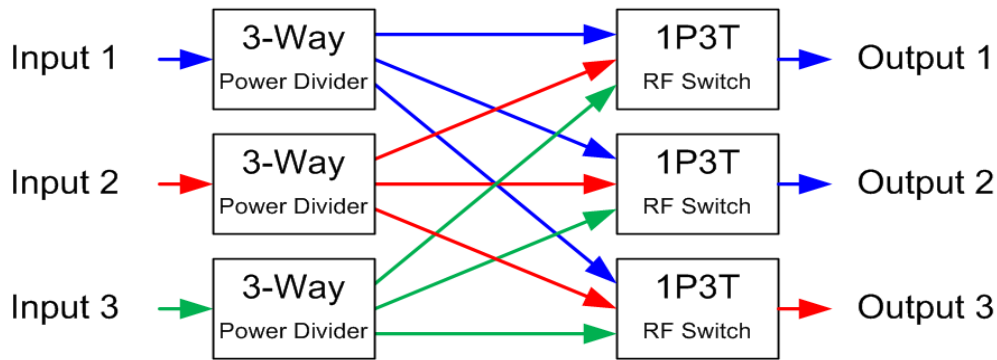 Input 1
3-Way
Power Divider
1P3T
RF Switch
Output 1
Input 2
3-Way
Power Divider
1P3T
RF Switch
Output 2
Input 3
3-Way
Power Divider
1P3T
RF Switch
Output 3